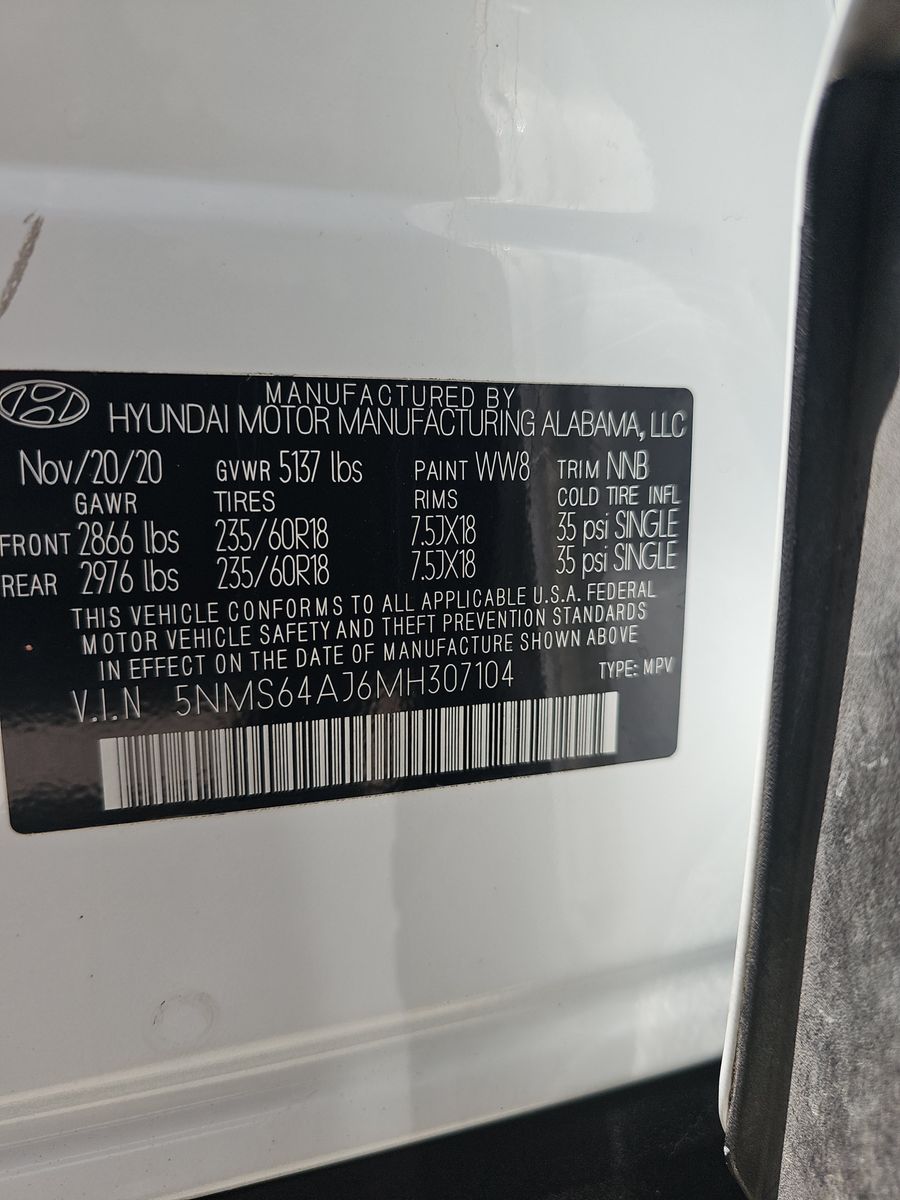 MANUFACTURED BY
HYUNDAI MOTOR MANUFACTURING ALABAMA, LLC
Nov/20/20 GVWR 5137 lbs PAINT WW8 TRIM NNB
GAWR TIRES RIMS COLD TIRE INFL
FRONT 2866 lbs 235/60R18 7.5JX18 35 psi SINGLE
REAR 2976 lbs 235/60R18 7.5JX18 35 psi SINGLE
THIS VEHICLE CONFORMS TO ALL APPLICABLE U.S.A. FEDERAL
MOTOR VEHICLE SAFETY AND THEFT PREVENTION STANDARDS
IN EFFECT ON THE DATE OF MANUFACTURE SHOWN ABOVE
V.I.N 5NMS64AJ6MH307104 TYPE: MPV